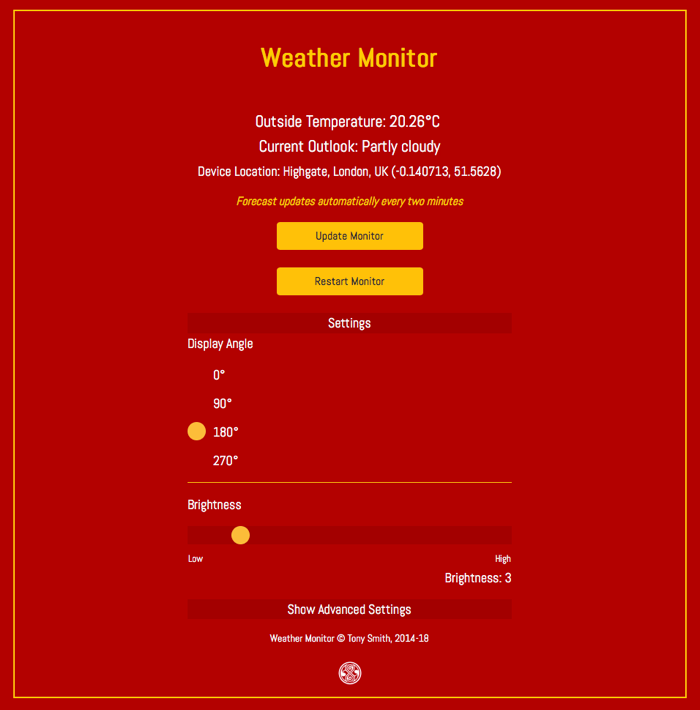 Weather Monitor
Outside Temperature: 20.26°C
Current Outlook: Partly cloudy
Device Location: Highgate, London, UK (-0.140713, 51.5628)
Forecast updates automatically every two minutes
Update Monitor
Restart Monitor
Settings
Display Angle
0°
90°
180°
270°
Brightness
Low High
Brightness: 3
Show Advanced Settings
Weather Monitor © Tony Smith, 2014-18